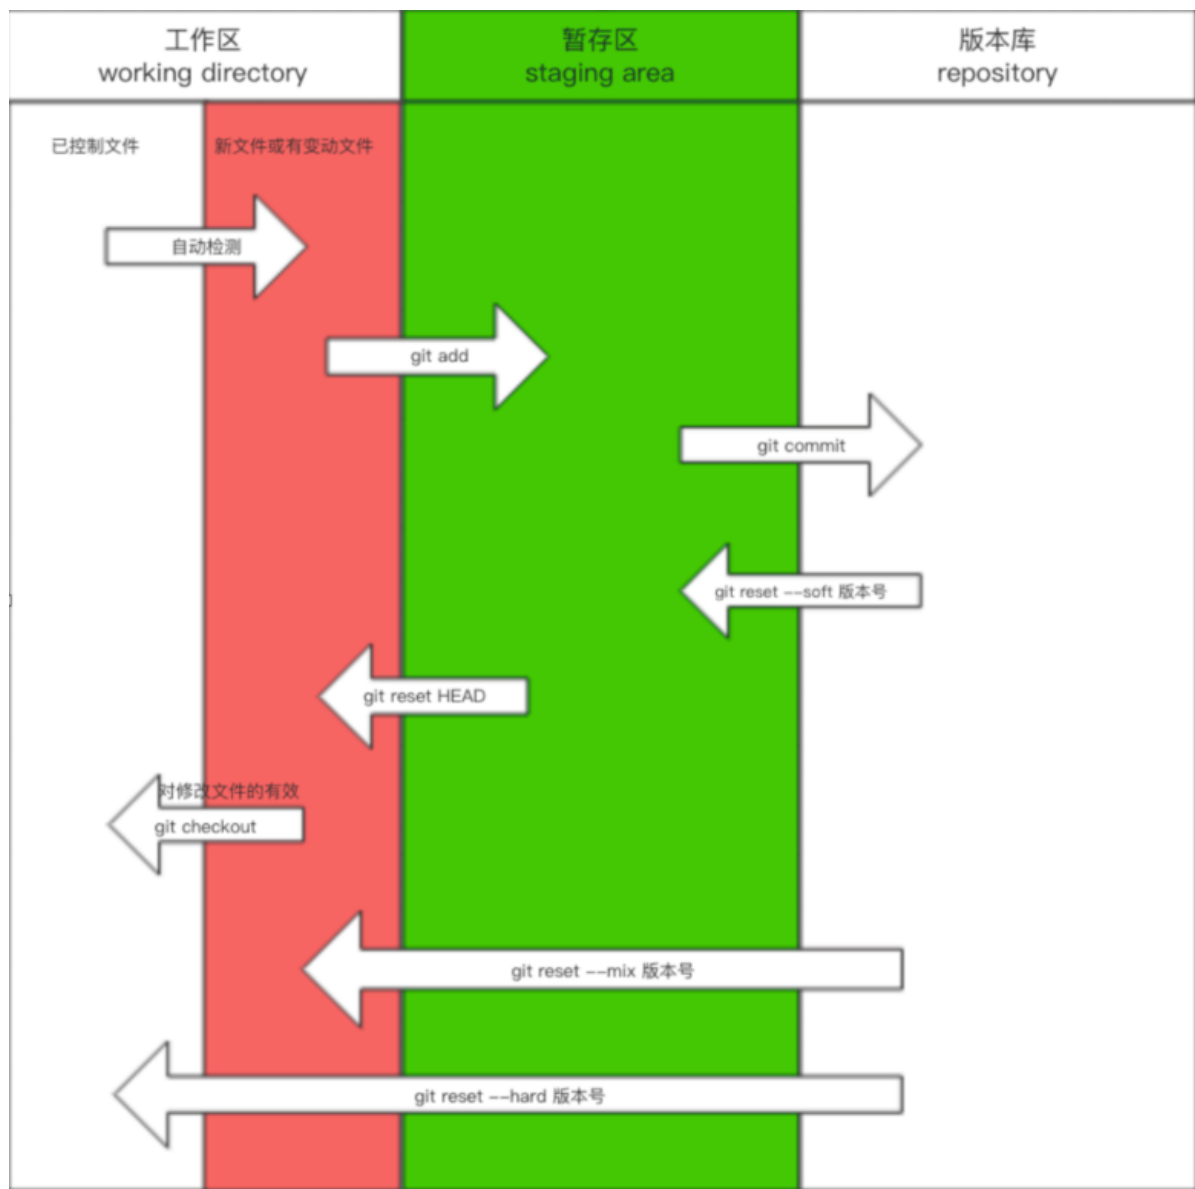 工作区
working directory
暂存区
staging area
版本库
repository
已控制文件
新文件或有变动文件
自动检测
git add
git commit
git reset --soft 版本号
git reset HEAD
对修改文件的有效
git checkout
git reset --mix 版本号
git reset --hard 版本号